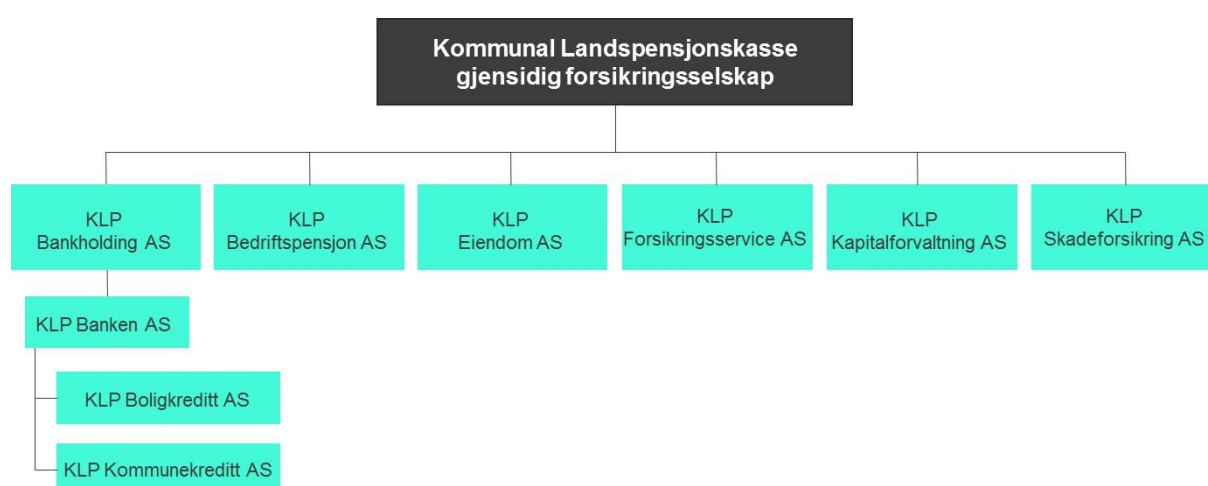 Kommunal Landspensjonskasse
gjensidig forsikringsselskap
KLP
Bankholding AS
KLP
Bedriftspensjon AS
KLP
Eiendom AS
KLP
Forsikringsservice AS
KLP
Kapitalforvaltning AS
KLP
Skadeforsikring AS
KLP Banken AS
KLP Boligkreditt AS
KLP Kommunekreditt AS